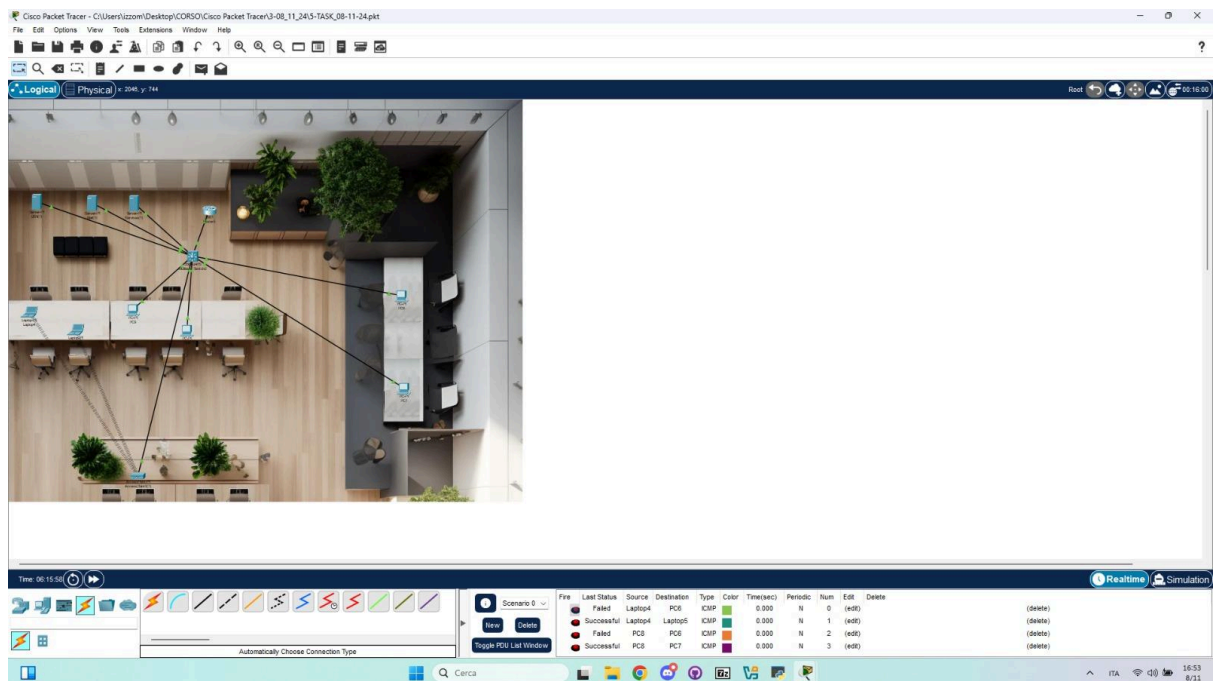 Cisco Packet Tracer - C:\Users\izzom\Desktop\CORSO\Cisco Packet Tracer\3-08_11_24\5-TASK_08-11-24.pkt
File Edit Options View Tools Extensions Window Help
?
Logical Physical x: 2046, y: 744 Root 00:16:00
Time: 06:15:58 Realtime Simulation
Scenario 0 Fire Last Status Source Destination Type Color Time(sec) Periodic Num Edit Delete
Failed Laptop4 PC6 ICMP 0.000 N 0 (edit) (delete)
New Delete Successful Laptop4 Laptop5 ICMP 0.000 N 1 (edit) (delete)
Failed PC8 PC6 ICMP 0.000 N 2 (edit) (delete)
Toggle PDU List Window Successful PC8 PC7 ICMP 0.000 N 3 (edit) (delete)
Automatically Choose Connection Type
Cerca ITA 16:53
8/11